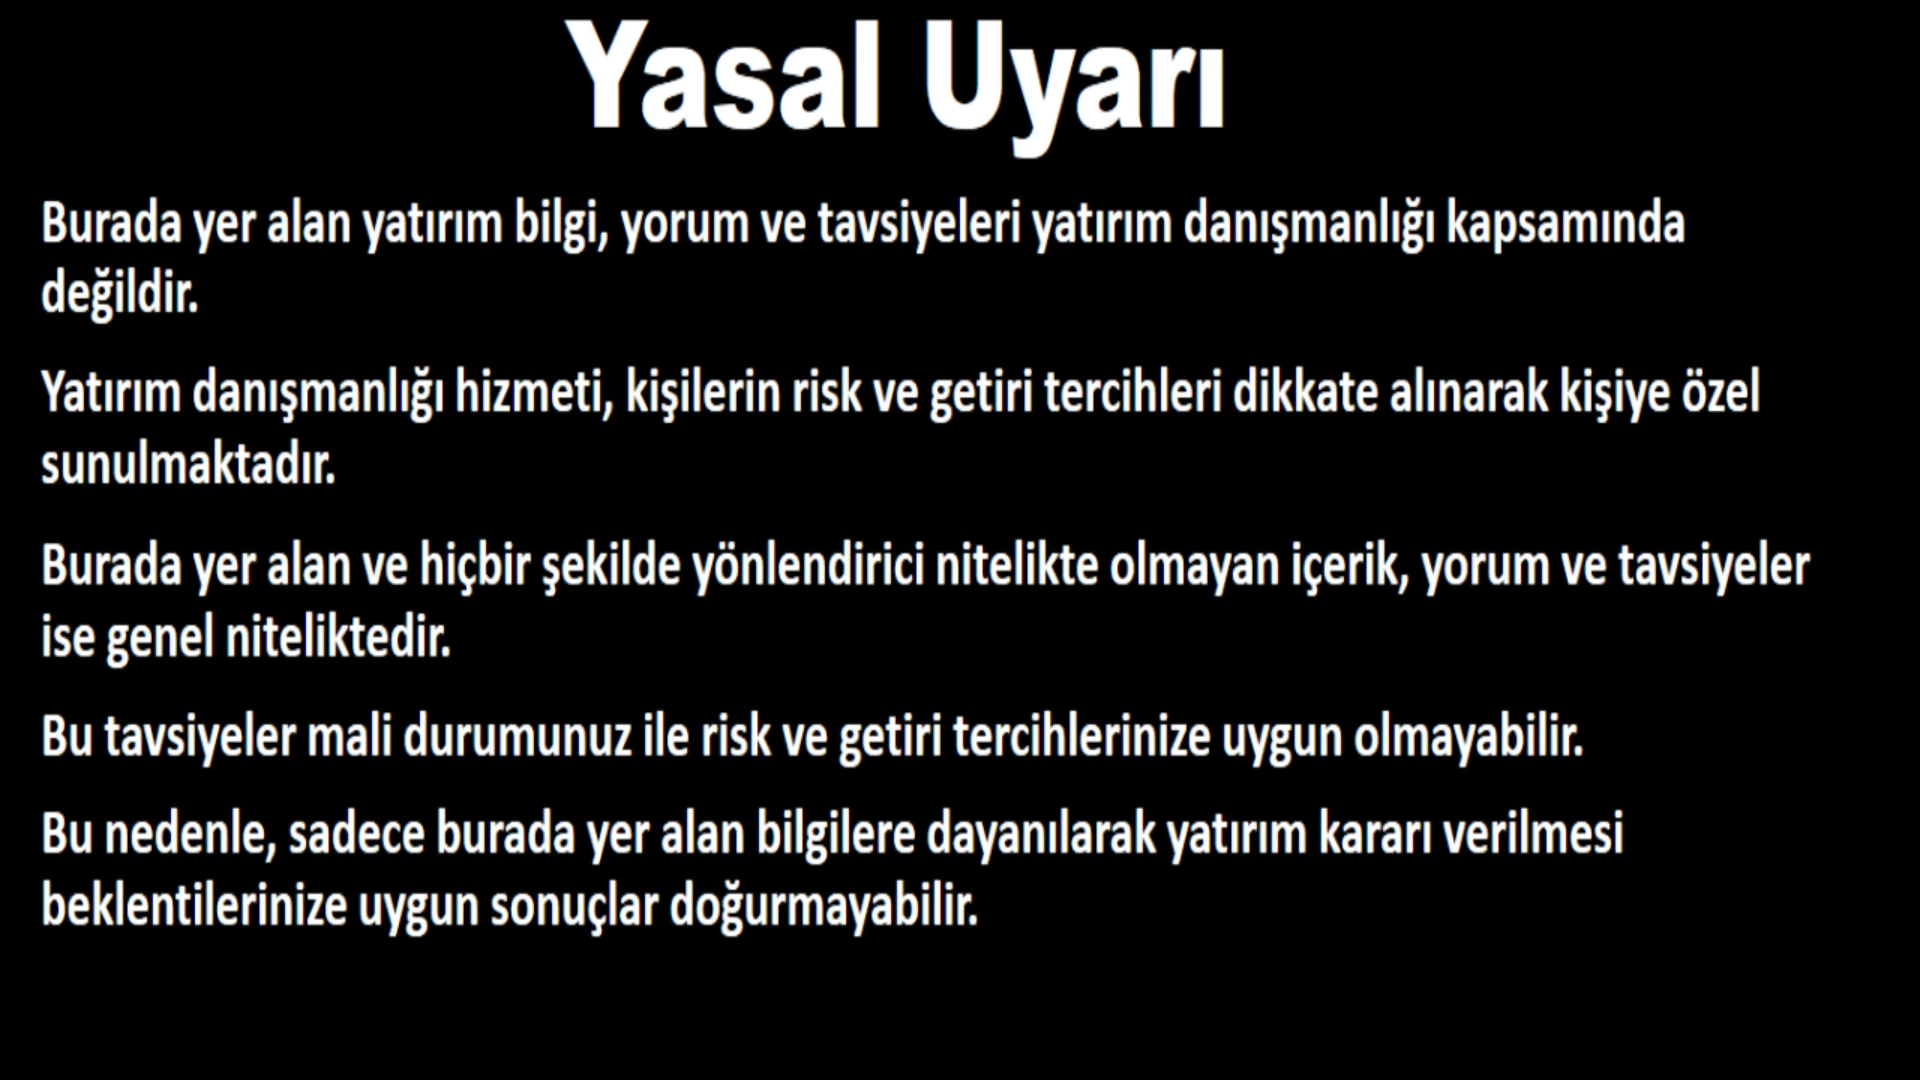 Yasal Uyarı
Burada yer alan yatırım bilgi, yorum ve tavsiyeleri yatırım danışmanlığı kapsamında
değildir.
Yatırım danışmanlığı hizmeti, kişilerin risk ve getiri tercihleri dikkate alınarak kişiye özel
sunulmaktadır.
Burada yer alan ve hiçbir şekilde yönlendirici nitelikte olmayan içerik, yorum ve tavsiyeler
ise genel niteliktedir.
Bu tavsiyeler mali durumunuz ile risk ve getiri tercihlerinize uygun olmayabilir.
Bu nedenle, sadece burada yer alan bilgilere dayanılarak yatırım kararı verilmesi
beklentilerinize uygun sonuçlar doğurmayabilir.